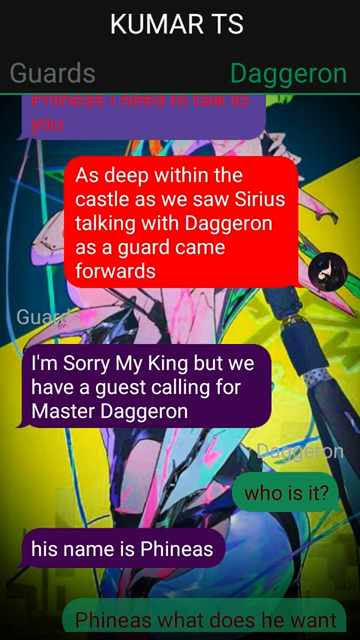 KUMAR TS
Guards Daggeron
Phineas I need to talk to
you
As deep within the
castle as we saw Sirius
talking with Daggeron
as a guard came
forwards
Guards
I'm Sorry My King but we
have a guest calling for
Master Daggeron
Daggeron
who is it?
his name is Phineas
Phineas what does he want